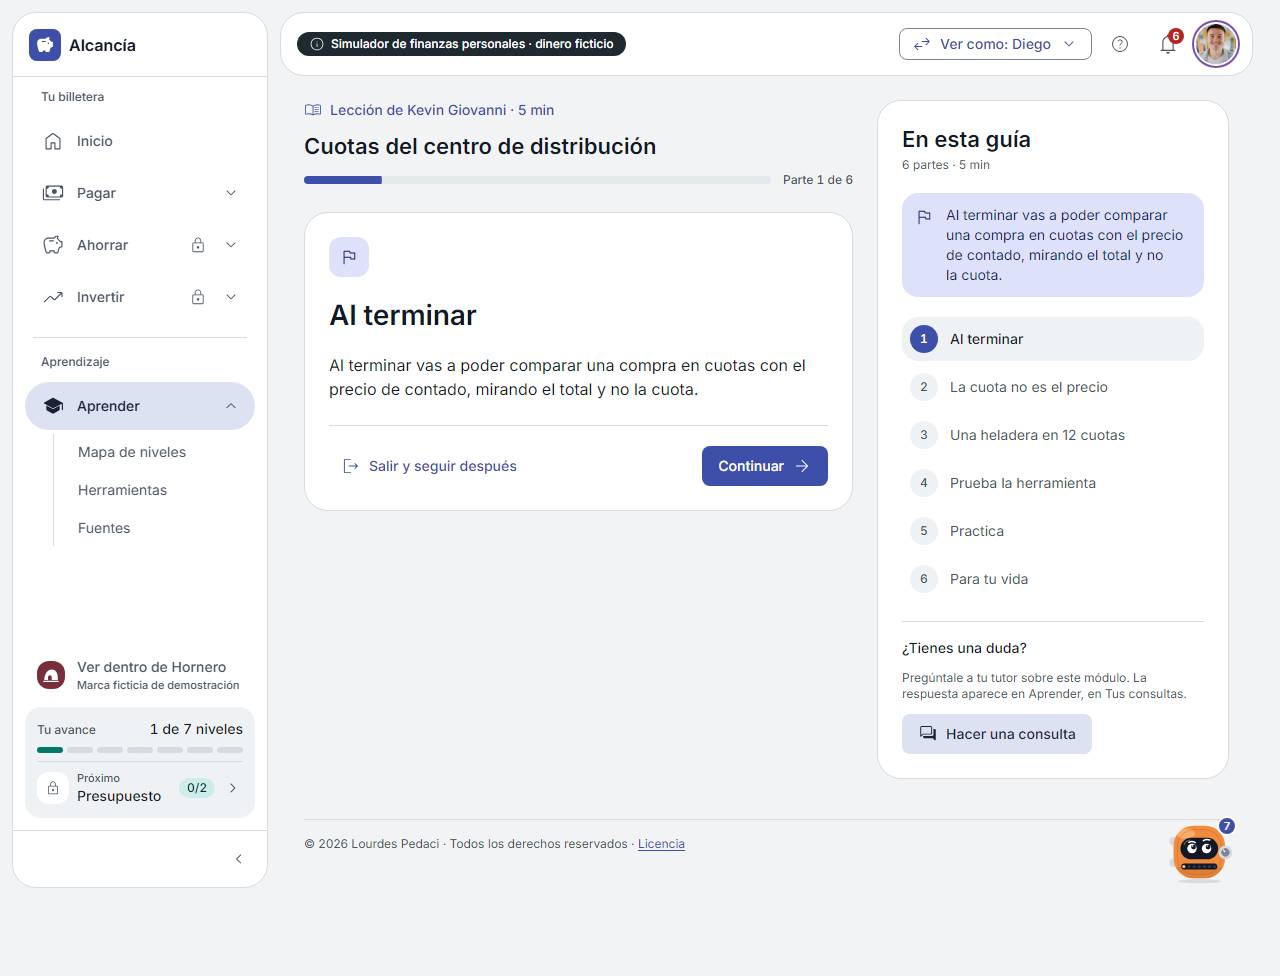 Alcancía
Tu billetera
Inicio
Pagar
Ahorrar
Invertir
Aprendizaje
Aprender
Mapa de niveles
Herramientas
Fuentes
Ver dentro de Hornero
Marca ficticia de demostración
Tu avance
1 de 7 niveles
Próximo
Presupuesto
0/2
Simulador de finanzas personales · dinero ficticio
Ver como: Diego
6
Lección de Kevin Giovanni · 5 min
Cuotas del centro de distribución
Parte 1 de 6
Al terminar
Al terminar vas a poder comparar una compra en cuotas con el
precio de contado, mirando el total y no la cuota.
Salir y seguir después
Continuar
En esta guía
6 partes · 5 min
Al terminar vas a poder comparar
una compra en cuotas con el precio
de contado, mirando el total y no
la cuota.
1 Al terminar
2 La cuota no es el precio
3 Una heladera en 12 cuotas
4 Prueba la herramienta
5 Practica
6 Para tu vida
¿Tienes una duda?
Pregúntale a tu tutor sobre este módulo. La
respuesta aparece en Aprender, en Tus consultas.
Hacer una consulta
© 2026 Lourdes Pedaci · Todos los derechos reservados · Licencia
7